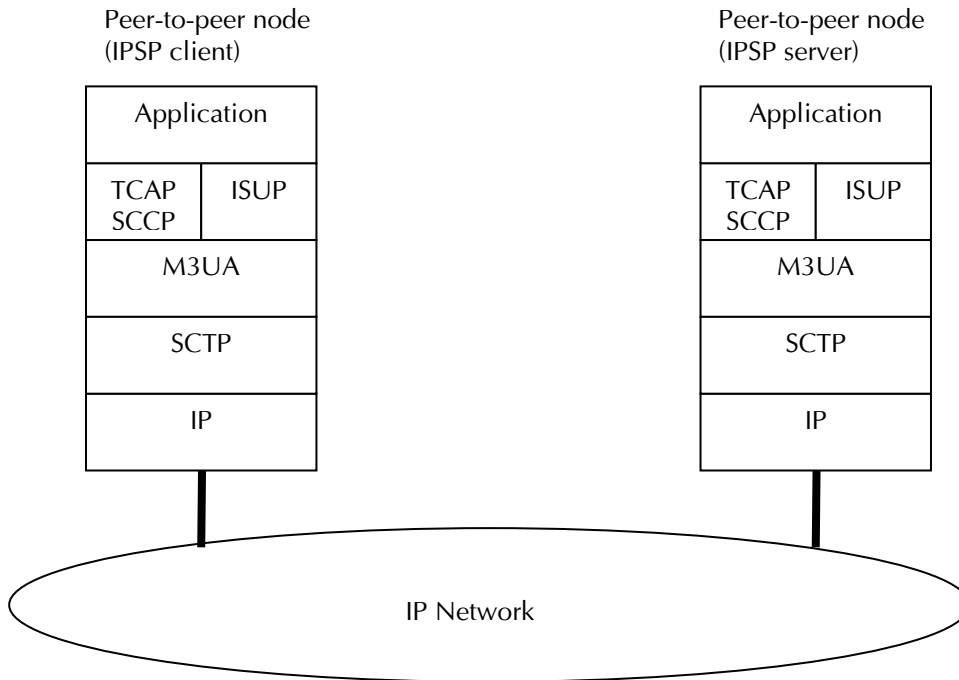 Peer-to-peer node
(IPSP client)
Application
TCAP
SCCP
ISUP
M3UA
SCTP
IP
Peer-to-peer node
(IPSP server)
Application
TCAP
SCCP
ISUP
M3UA
SCTP
IP
IP Network